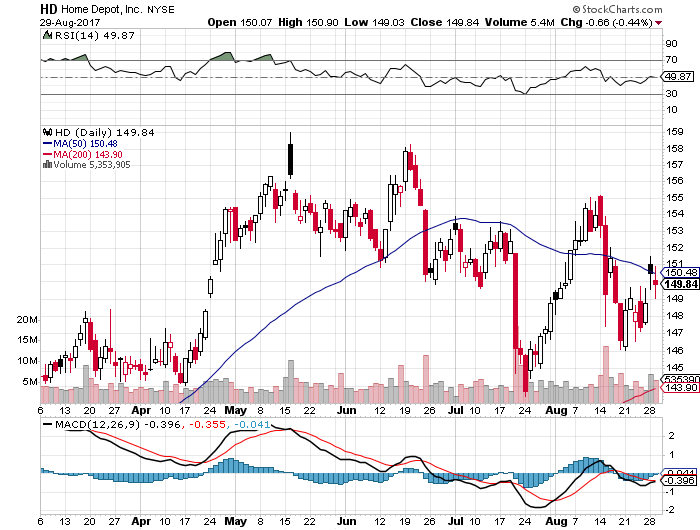 HD Home Depot, Inc. NYSE © StockCharts.com
29-Aug-2017 Open 150.07 High 150.90 Low 149.03 Close 149.84 Volume 5.4M Chg -0.66 (-0.44%)
RSI(14) 49.87
90
70
49.87
30
10
HD (Daily) 149.84
MA(50) 150.48
MA(200) 143.90
Volume 5,353,905
159
158
157
156
155
154
153
152
151
150.48
149.84
149
148
147
146
145
5353905
143.90
20M
15M
10M
5M
6 13 20 27 Apr 10 17 24 May 8 15 22 Jun 12 19 26 Jul 10 17 24 Aug 7 14 21 28
MACD(12,26,9) -0.396, -0.355, -0.041
2
1
-0.396
-1